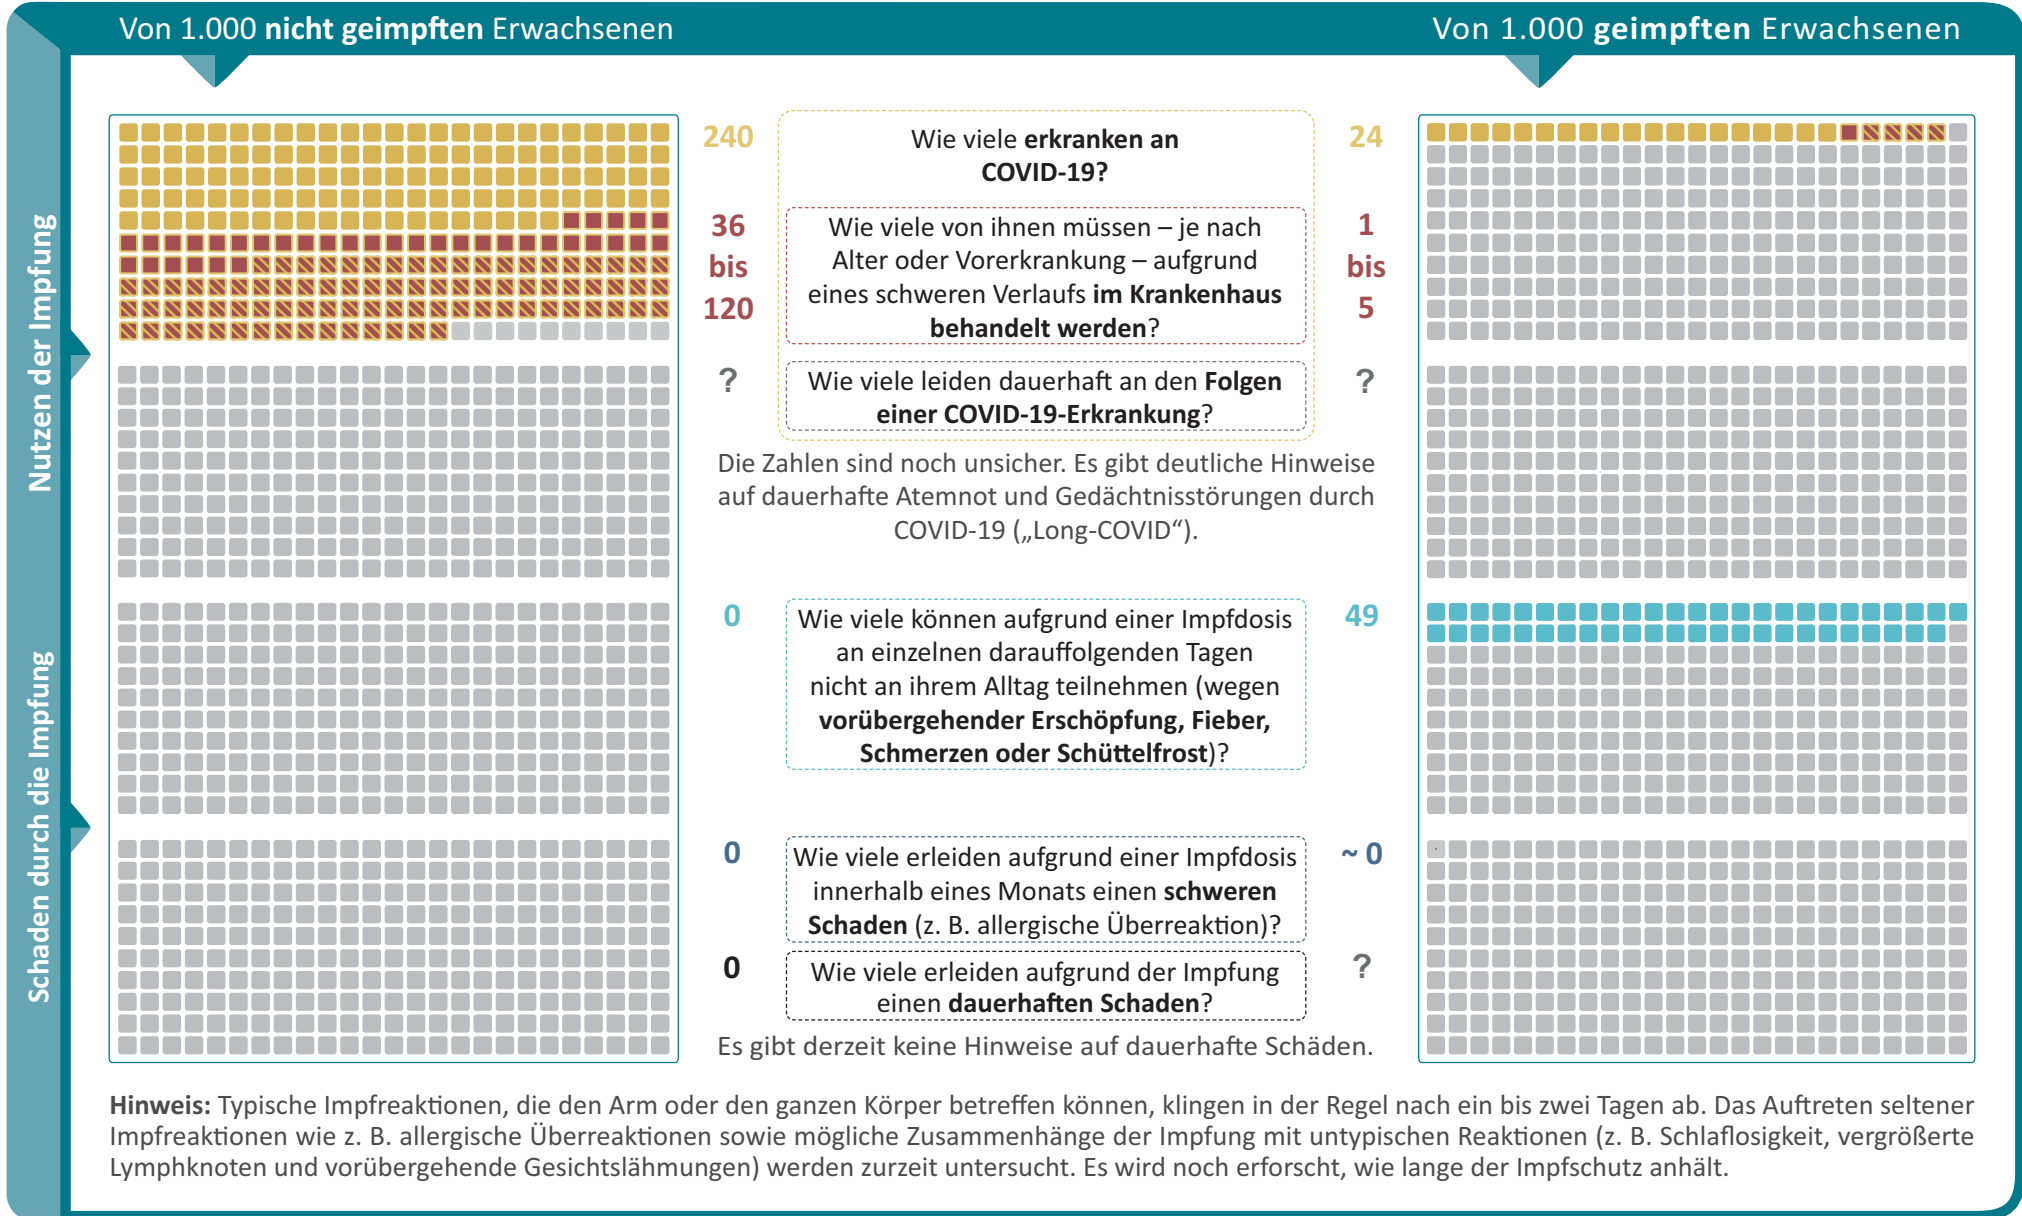 Von 1.000 nicht geimpften Erwachsenen
Von 1.000 geimpften Erwachsenen
Nutzen der Impfung
240
Wie viele erkranken an
COVID-19?
24
36
bis
120
Wie viele von ihnen müssen – je nach
Alter oder Vorerkrankung – aufgrund
eines schweren Verlaufs im Krankenhaus
behandelt werden?
1
bis
5
?
Wie viele leiden dauerhaft an den Folgen
einer COVID-19-Erkrankung?
?
Die Zahlen sind noch unsicher. Es gibt deutliche Hinweise
auf dauerhafte Atemnot und Gedächtnisstörungen durch
COVID-19 („Long-COVID“).
Schaden durch die Impfung
0
Wie viele können aufgrund einer Impfdosis
an einzelnen darauffolgenden Tagen
nicht an ihrem Alltag teilnehmen (wegen
vorübergehender Erschöpfung, Fieber,
Schmerzen oder Schüttelfrost)?
49
0
Wie viele erleiden aufgrund einer Impfdosis
innerhalb eines Monats einen schweren
Schaden (z. B. allergische Überreaktion)?
~ 0
0
Wie viele erleiden aufgrund der Impfung
einen dauerhaften Schaden?
?
Es gibt derzeit keine Hinweise auf dauerhafte Schäden.
Hinweis: Typische Impfreaktionen, die den Arm oder den ganzen Körper betreffen können, klingen in der Regel nach ein bis zwei Tagen ab. Das Auftreten seltener
Impfreaktionen wie z. B. allergische Überreaktionen sowie mögliche Zusammenhänge der Impfung mit untypischen Reaktionen (z. B. Schlaflosigkeit, vergrößerte
Lymphknoten und vorübergehende Gesichtslähmungen) werden zurzeit untersucht. Es wird noch erforscht, wie lange der Impfschutz anhält.